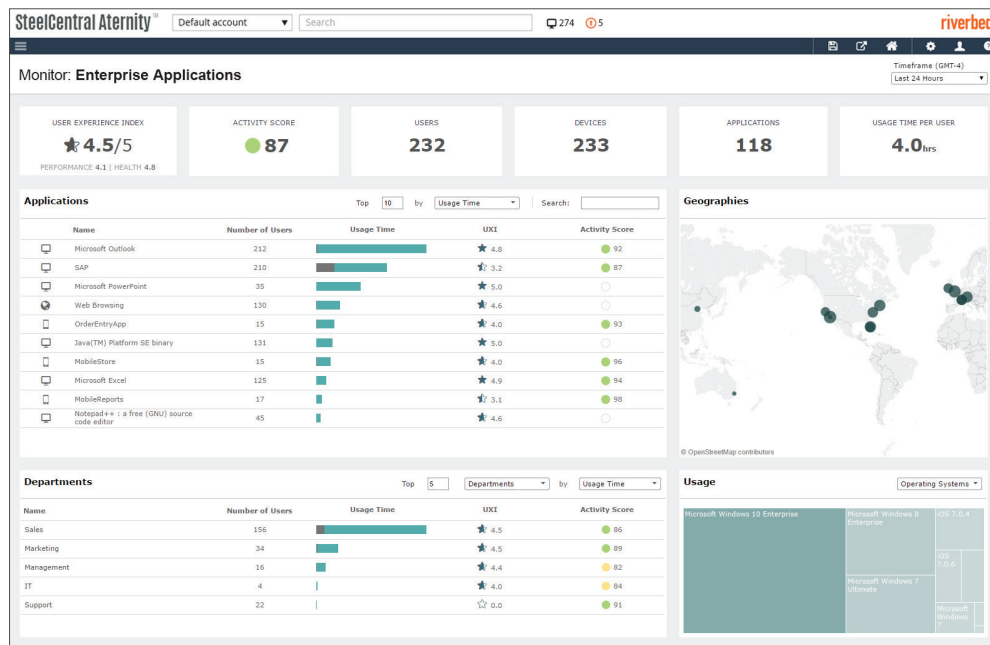 SteelCentral Aternity™ Default account Search 274 5 riverbed
Monitor: Enterprise Applications
Timeframe (GMT-4)
Last 24 Hours
USER EXPERIENCE INDEX
4.5/5
PERFORMANCE 4.1 | HEALTH 4.8
ACTIVITY SCORE
87
USERS
232
DEVICES
233
APPLICATIONS
118
USAGE TIME PER USER
4.0hrs
Applications Top 10 by Usage Time Search:
Name Number of Users Usage Time UXI Activity Score
Microsoft Outlook 212 4.8 92
SAP 210 3.2 87
Microsoft PowerPoint 35 5.0
Web Browsing 130 4.6
OrderEntryApp 15 4.0 93
Java(TM) Platform SE binary 131 5.0
MobileStore 15 4.0 96
Microsoft Excel 125 4.9 94
MobileReports 17 3.1 98
Notepad++ : a free (GNU) source
code editor 45 4.6
Geographies
© OpenStreetMap contributors
Departments Top 5 Departments by Usage Time
Name Number of Users Usage Time UXI Activity Score
Sales 156 4.5 86
Marketing 34 4.5 89
Management 16 4.4 82
IT 4 4.0 84
Support 22 0.0 91
Usage Operating Systems
Microsoft Windows 10 Enterprise
Microsoft Windows 8
Enterprise
Microsoft Windows 7
Ultimate
iOS 7.0.4
iOS
7.0.6
Microsoft
Windows
7